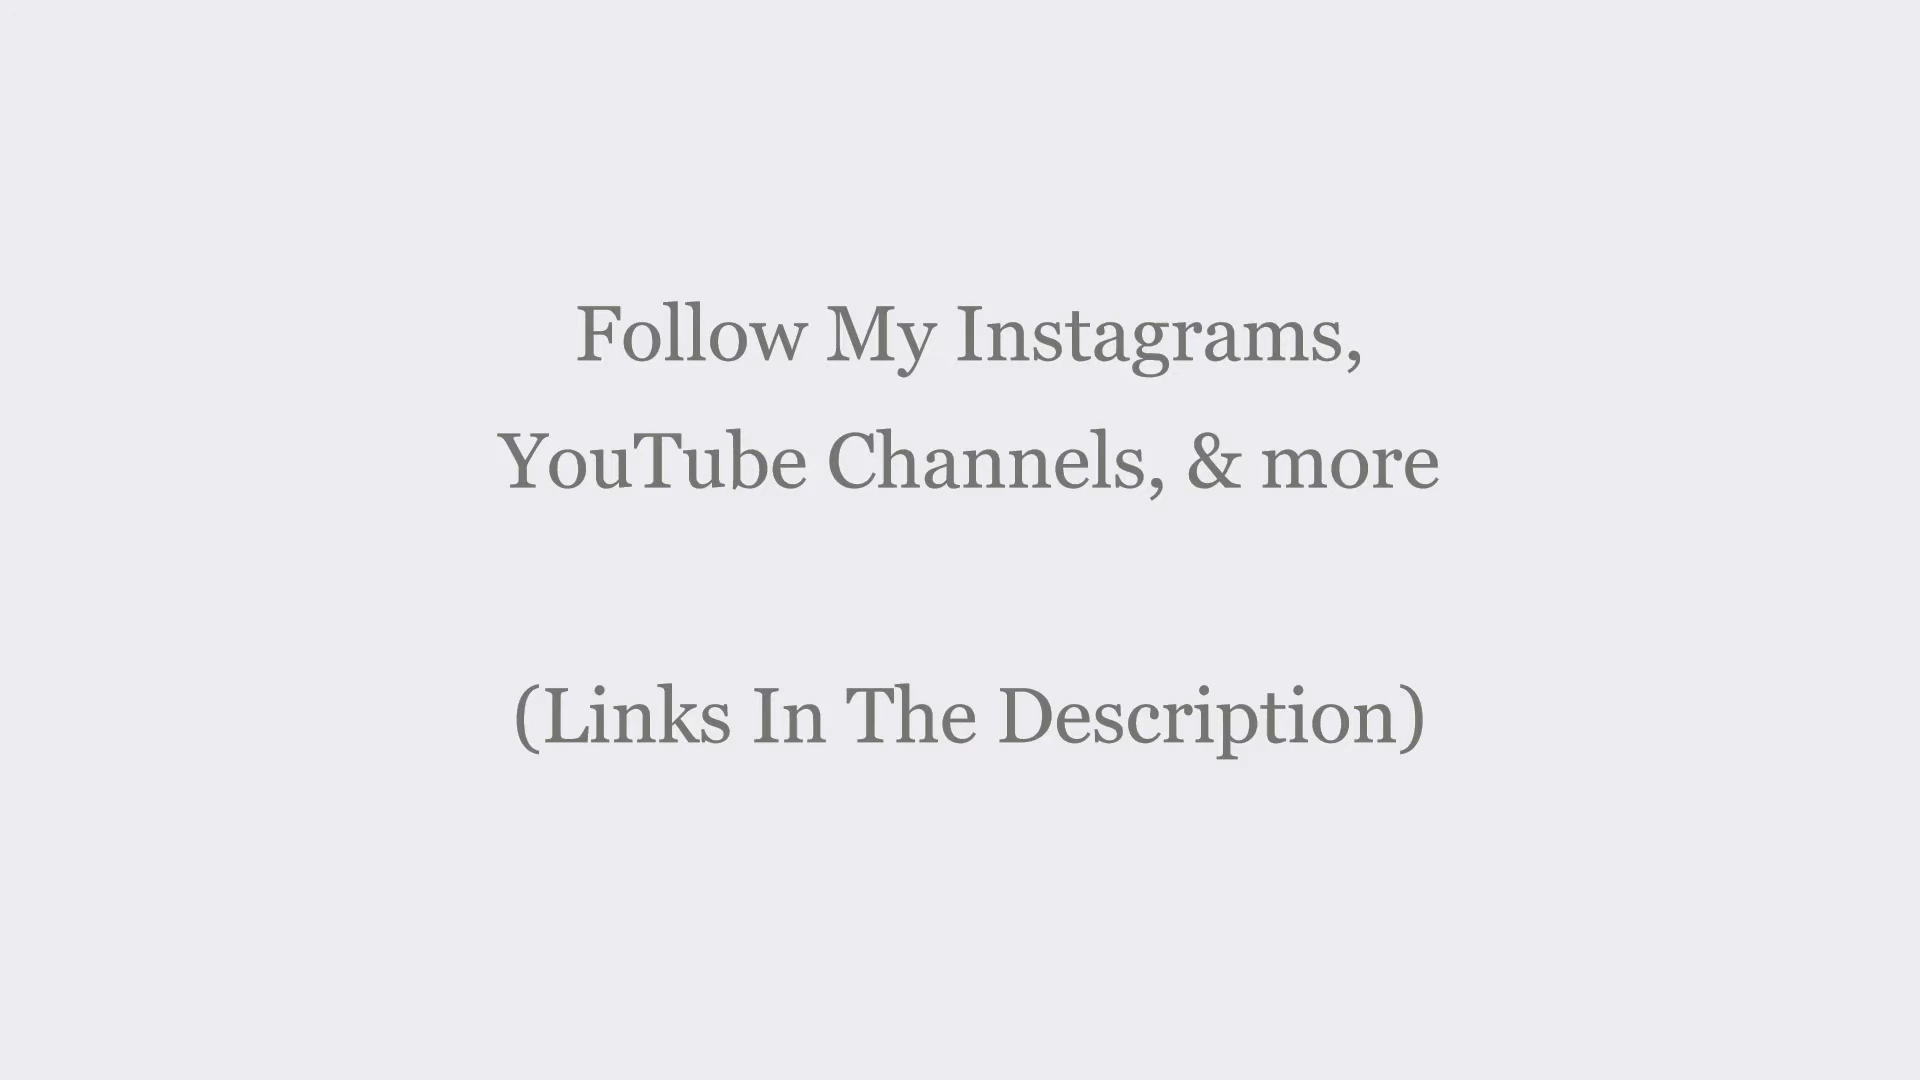 Follow My Instagrams,
YouTube Channels, & more
(Links In The Description)